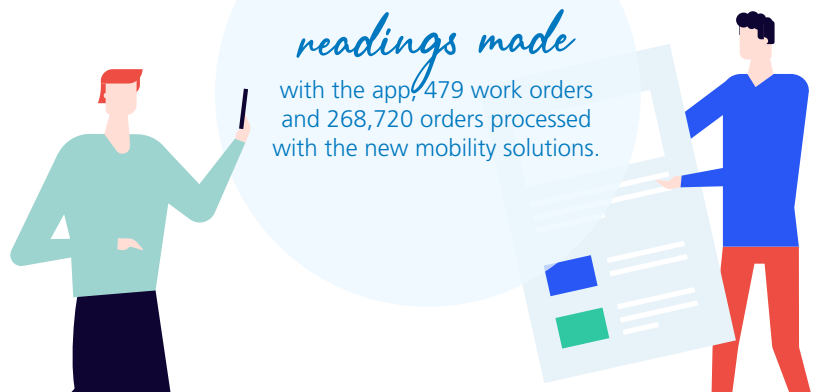 readings made
with the app, 479 work orders
and 268,720 orders processed
with the new mobility solutions.